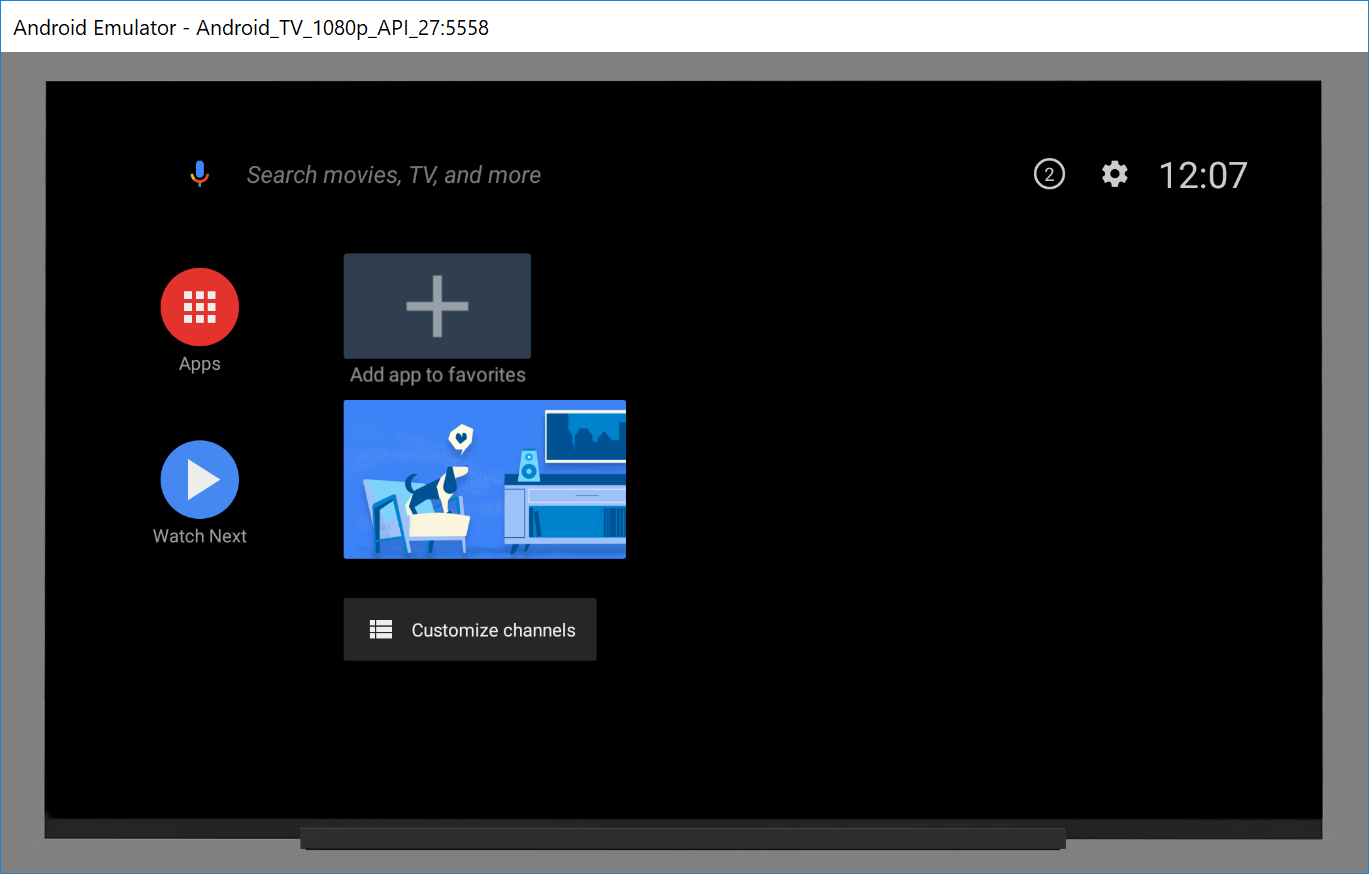 Android Emulator - Android_TV_1080p_API_27:5558
Search movies, TV, and more
2
12:07
Apps
Add app to favorites
Watch Next
Customize channels